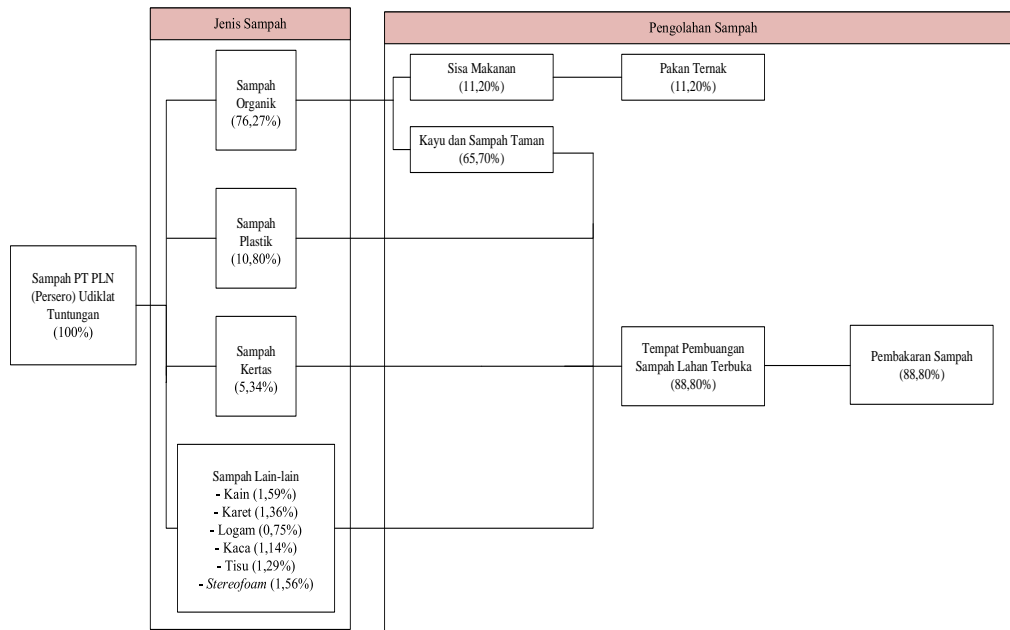 Jenis Sampah
Pengolahan Sampah
Sampah PT PLN
(Persero) Udiklat
Tuntungan
(100%)
Sampah
Organik
(76,27%)
Sampah
Plastik
(10,80%)
Sampah
Kertas
(5,34%)
Sampah Lain-lain
- Kain (1,59%)
- Karet (1,36%)
- Logam (0,75%)
- Kaca (1,14%)
- Tisu (1,29%)
- Stereofoam (1,56%)
Sisa Makanan
(11,20%)
Pakan Ternak
(11,20%)
Kayu dan Sampah Taman
(65,70%)
Tempat Pembuangan
Sampah Lahan Terbuka
(88,80%)
Pembakaran Sampah
(88,80%)